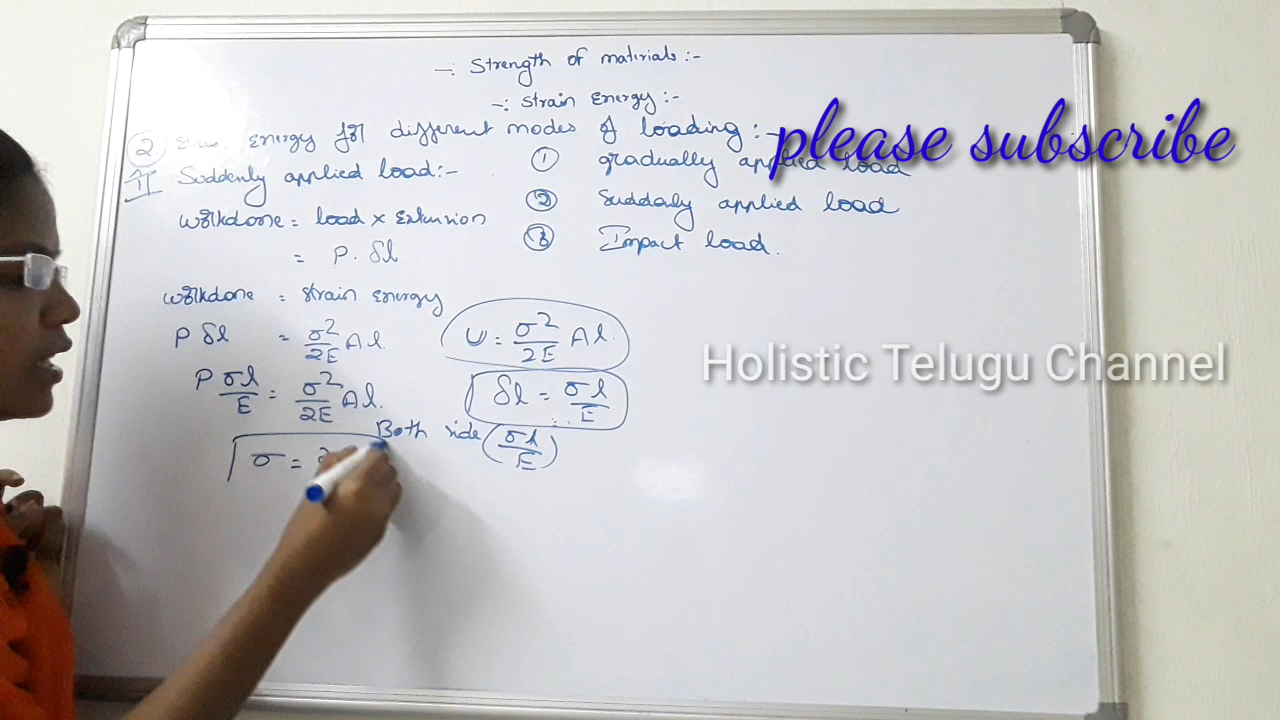 -: Strength of materials:-
-: Strain Energy:-
② Strain energy for different modes of loading:-
please subscribe
II Suddenly applied load:-
① gradually applied load
② Suddenly applied load
③ Impact load.
workdone = load × Extension
= P. δl
workdone = strain energy
P δl = σ²/2E Al.
U = σ²/2E Al.
P σl/E = σ²/2E Al.
δl = σl/E
Holistic Telugu Channel
Both side (σl/E)
σ =